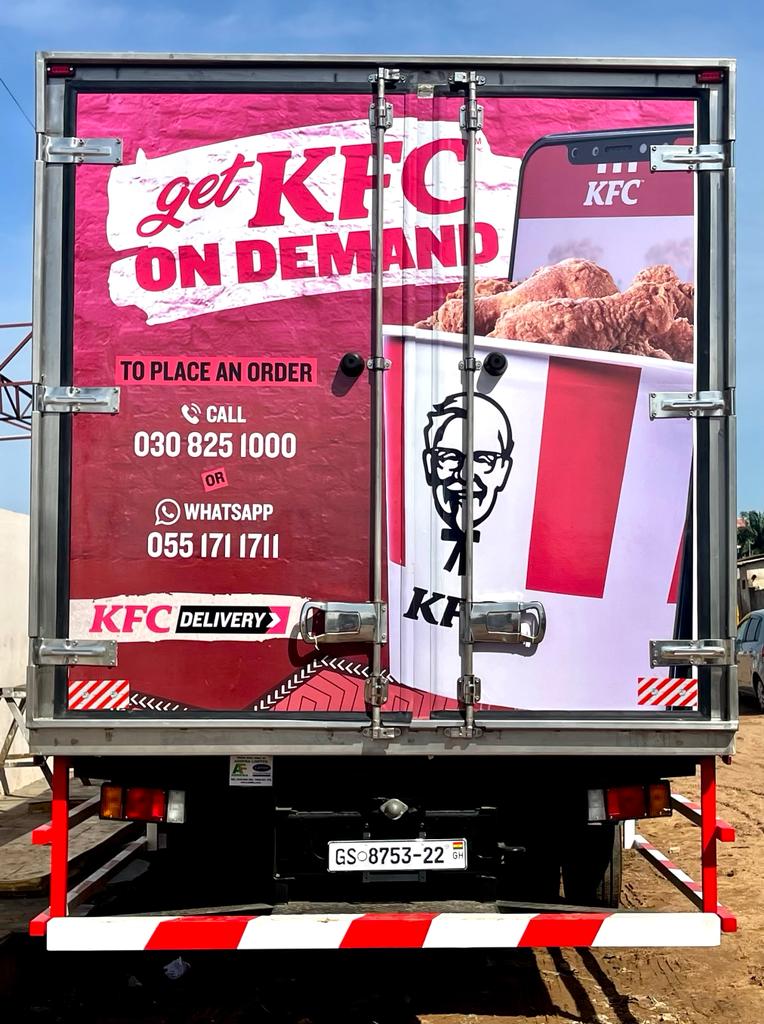 get KFC
ON DEMAND
KFC
TO PLACE AN ORDER
CALL
030 825 1000
OR
WHATSAPP
055 171 1711
KFC DELIVERY
KF
GS 8753-22 GH